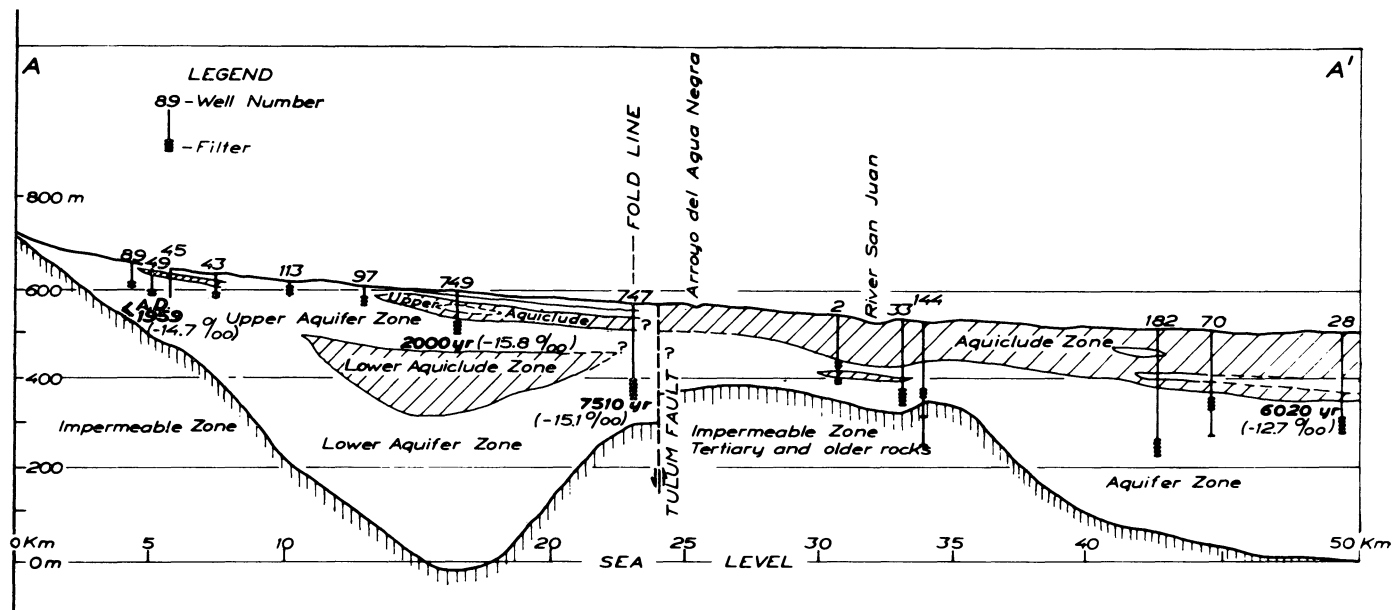 A
A'
LEGEND
89 - Well Number
- Filter
FOLD LINE
Arroyo del Agua Negra
River San Juan
800 m
600
400
200
0 m
89
49
45
43
113
97
749
747
2
33
144
182
70
28
A.D.
<1959
(-14.7 ‰)
Upper Aquifer Zone
Upper Aquiclude
?
2000 yr (-15.8 ‰)
?
?
Lower Aquiclude Zone
7510 yr
(-15.1 ‰)
Impermeable Zone
Lower Aquifer Zone
TULUM FAULT
Impermeable Zone
Tertiary and older rocks
Aquiclude Zone
6020 yr
(-12.7 ‰)
Aquifer Zone
0 Km
5
10
20
25
30
35
40
50 Km
SEA LEVEL